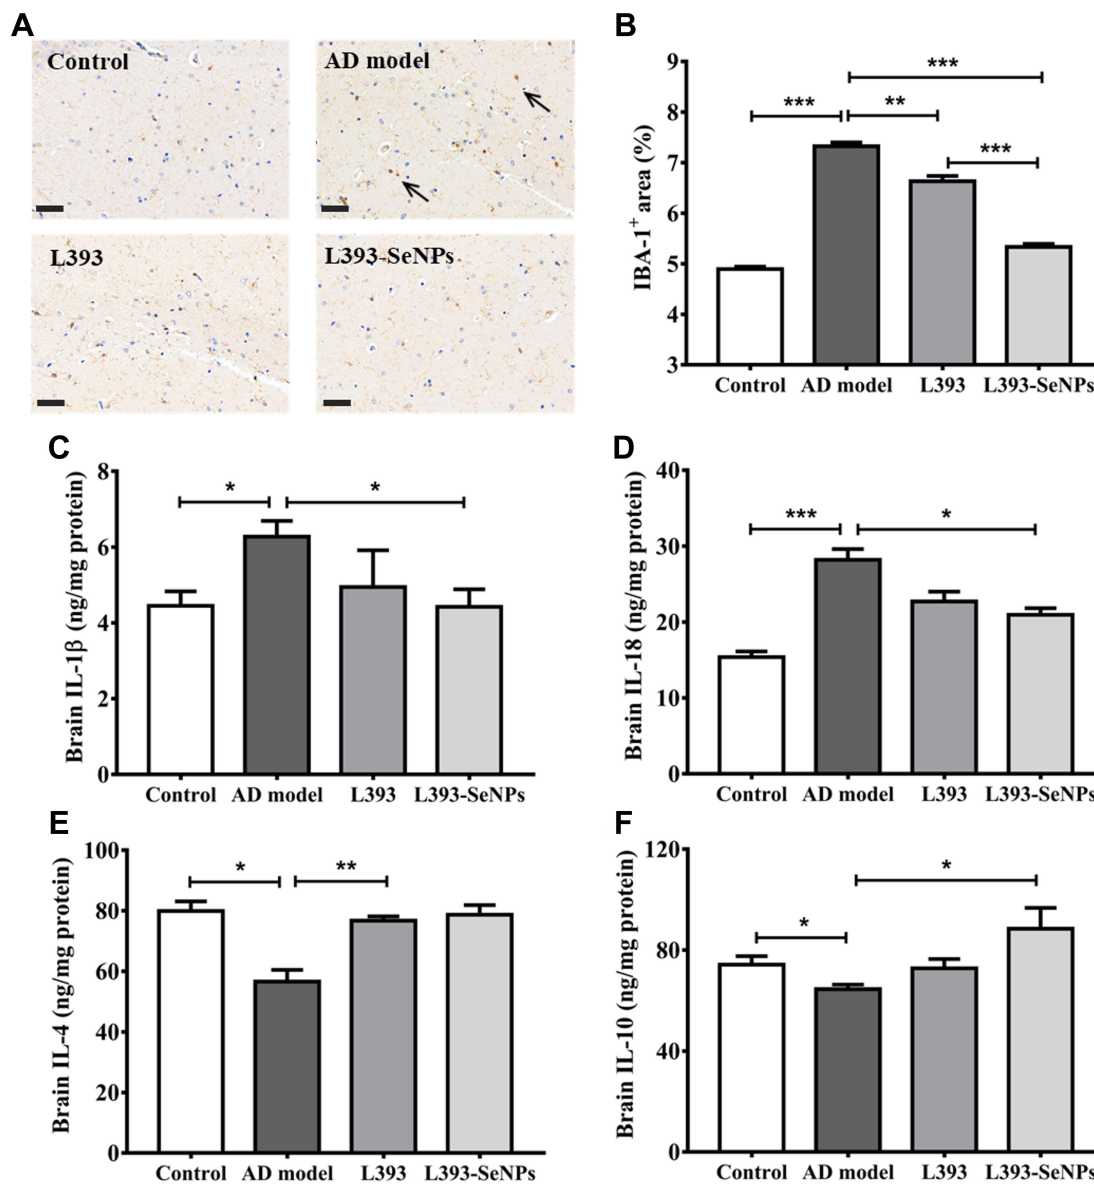 A
Control
AD model
L393
L393-SeNPs
B
IBA-1+ area (%)
9
8
7
6
5
4
3
***
***
**
***
Control AD model L393 L393-SeNPs
C
Brain IL-1β (ng/mg protein)
8
6
4
2
0
*
*
Control AD model L393 L393-SeNPs
D
Brain IL-18 (ng/mg protein)
40
30
20
10
0
***
*
Control AD model L393 L393-SeNPs
E
Brain IL-4 (ng/mg protein)
100
80
60
40
20
0
*
**
Control AD model L393 L393-SeNPs
F
Brain IL-10 (ng/mg protein)
120
80
40
0
*
*
Control AD model L393 L393-SeNPs